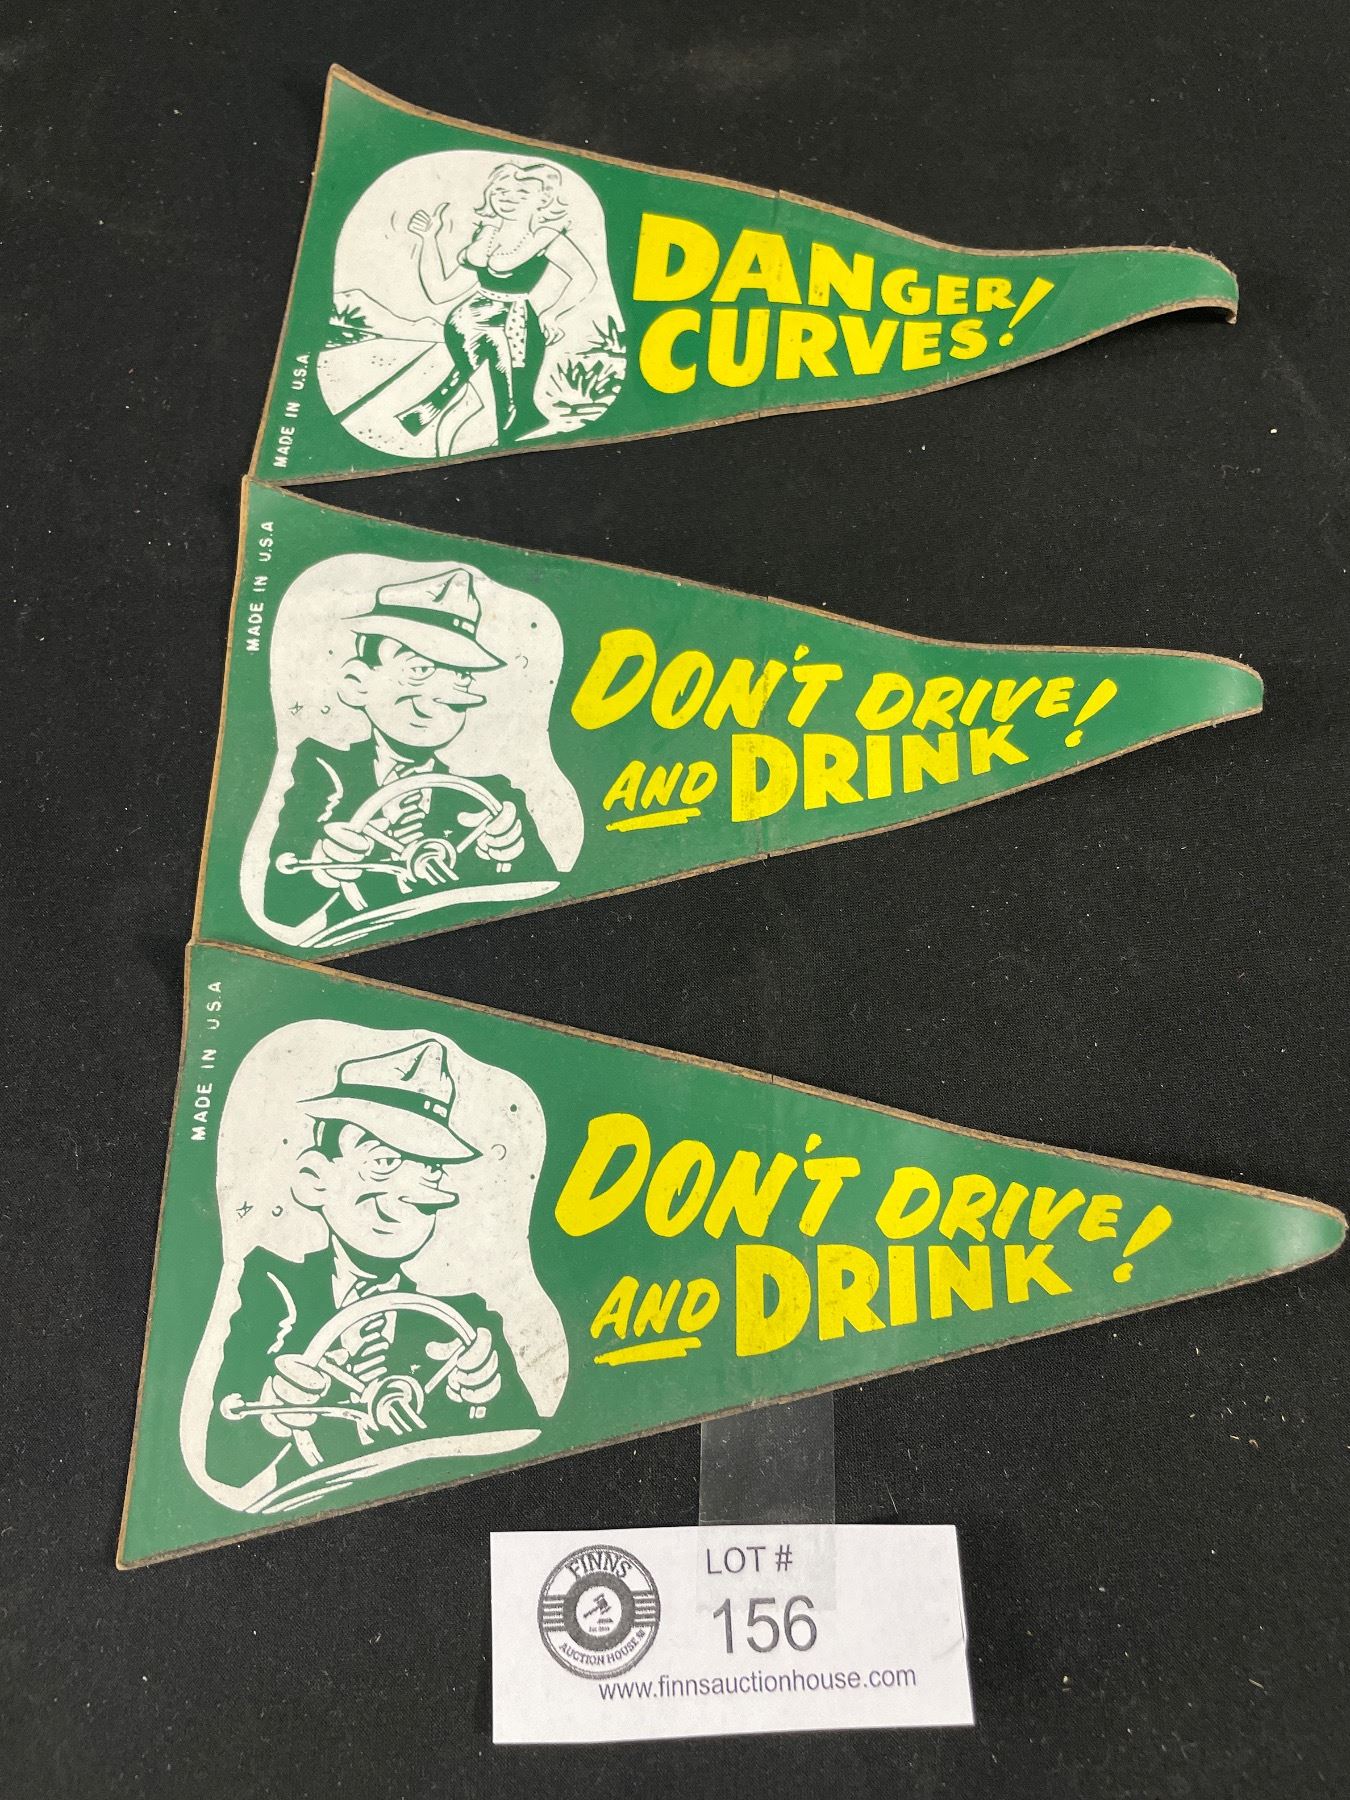 DANGER!
CURVES!
MADE IN U.S.A
DON'T DRIVE!
AND DRINK
MADE IN U.S.A
DON'T DRIVE!
AND DRINK
MADE IN U.S.A
LOT #
156
FINNS
AUCTION HOUSE
www.finnsauctionhouse.com